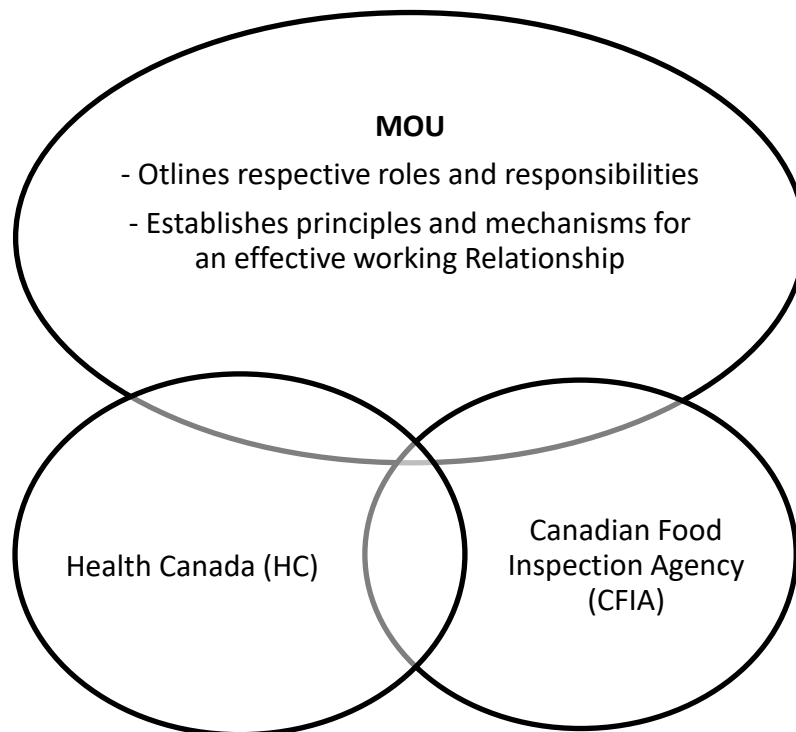 MOU
- Otlines respective roles and responsibilities
- Establishes principles and mechanisms for
an effective working Relationship
Health Canada (HC)
Canadian Food
Inspection Agency
(CFIA)